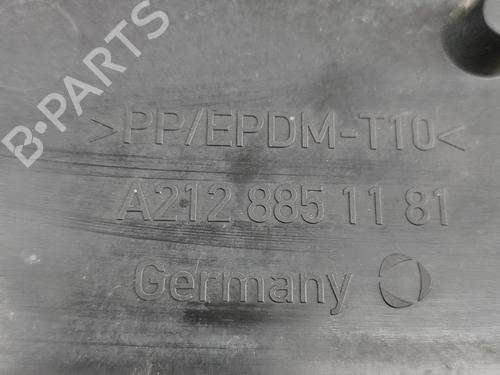 B-PARTS
>PP/EPDM-T10<
A212 885 11 81
Germany